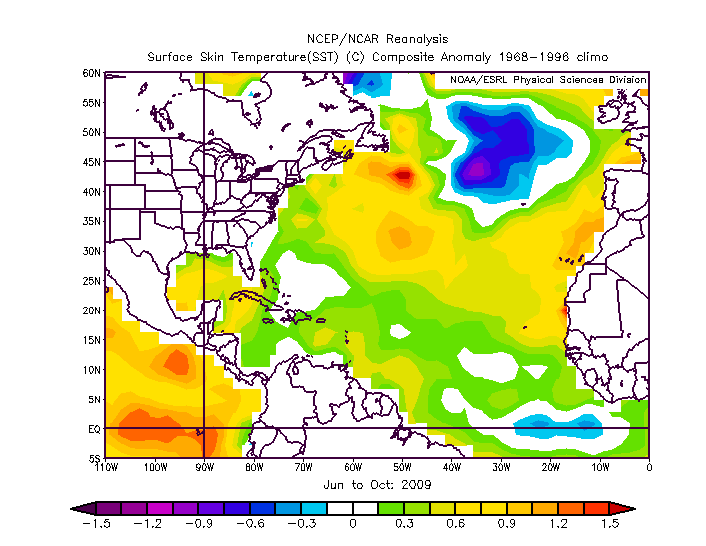 NCEP/NCAR Reanalysis
Surface Skin Temperature(SST) (C) Composite Anomaly 1968-1996 climo
NOAA/ESRL Physical Sciences Division
60N
55N
50N
45N
40N
35N
30N
25N
20N
15N
10N
5N
EQ
5S
110W 100W 90W 80W 70W 60W 50W 40W 30W 20W 10W 0
Jun to Oct: 2009
-1.5 -1.2 -0.9 -0.6 -0.3 0 0.3 0.6 0.9 1.2 1.5